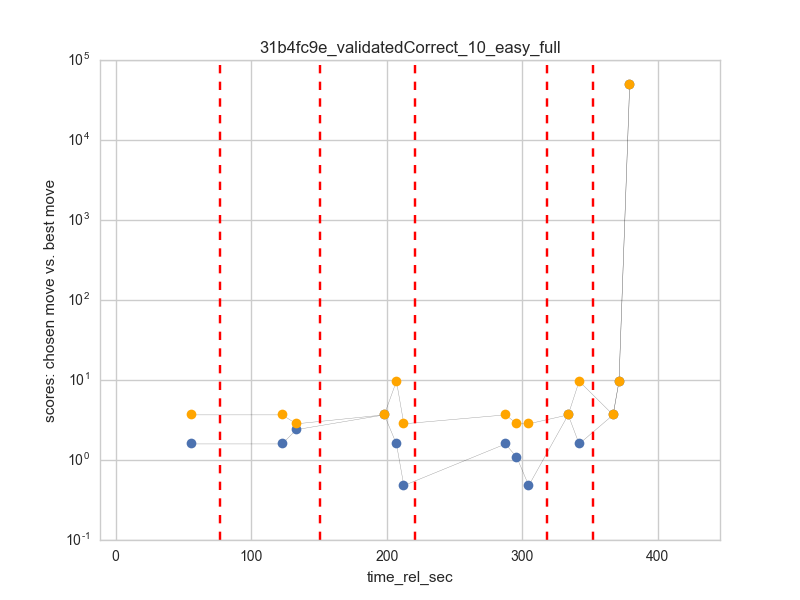 31b4fc9e_validatedCorrect_10_easy_full
10^5
10^4
10^3
10^2
10^1
10^0
10^-1
scores: chosen move vs. best move
0 100 200 300 400
time_rel_sec